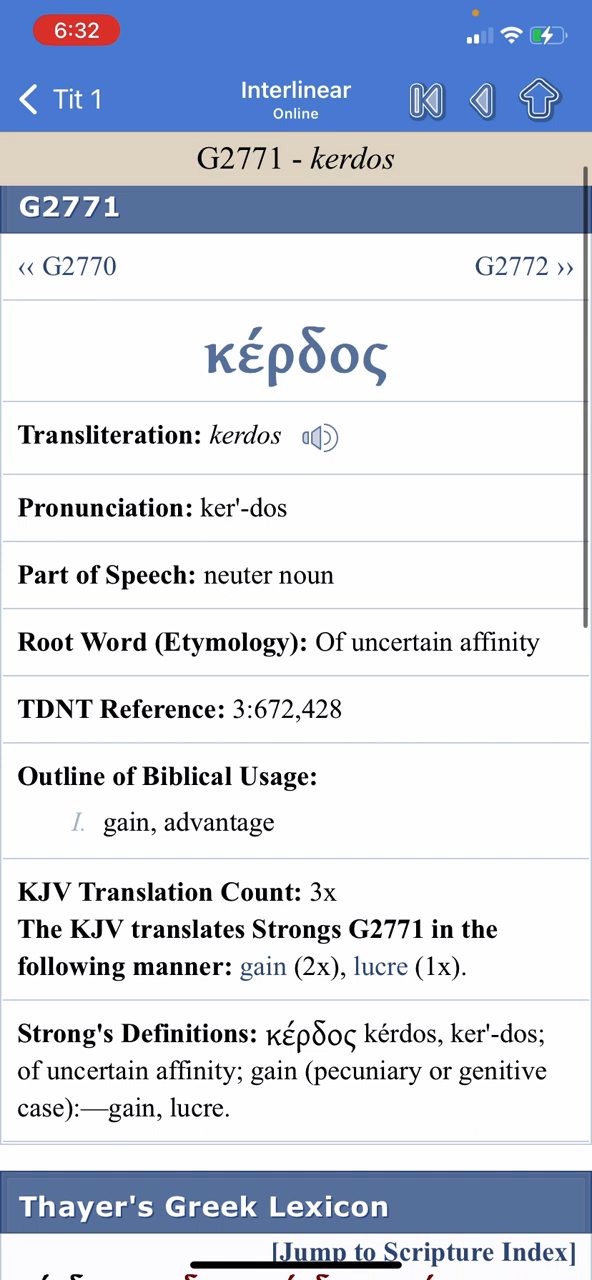 6:32
Tit 1
Interlinear
Online
G2771 - kerdos
G2771
‹‹ G2770
G2772 ››
κέρδος
Transliteration: kerdos
Pronunciation: ker'-dos
Part of Speech: neuter noun
Root Word (Etymology): Of uncertain affinity
TDNT Reference: 3:672,428
Outline of Biblical Usage:
I. gain, advantage
KJV Translation Count: 3x
The KJV translates Strongs G2771 in the
following manner: gain (2x), lucre (1x).
Strong's Definitions: κέρδος kérdos, ker'-dos;
of uncertain affinity; gain (pecuniary or genitive
case):—gain, lucre.
Thayer's Greek Lexicon
[Jump to Scripture Index]